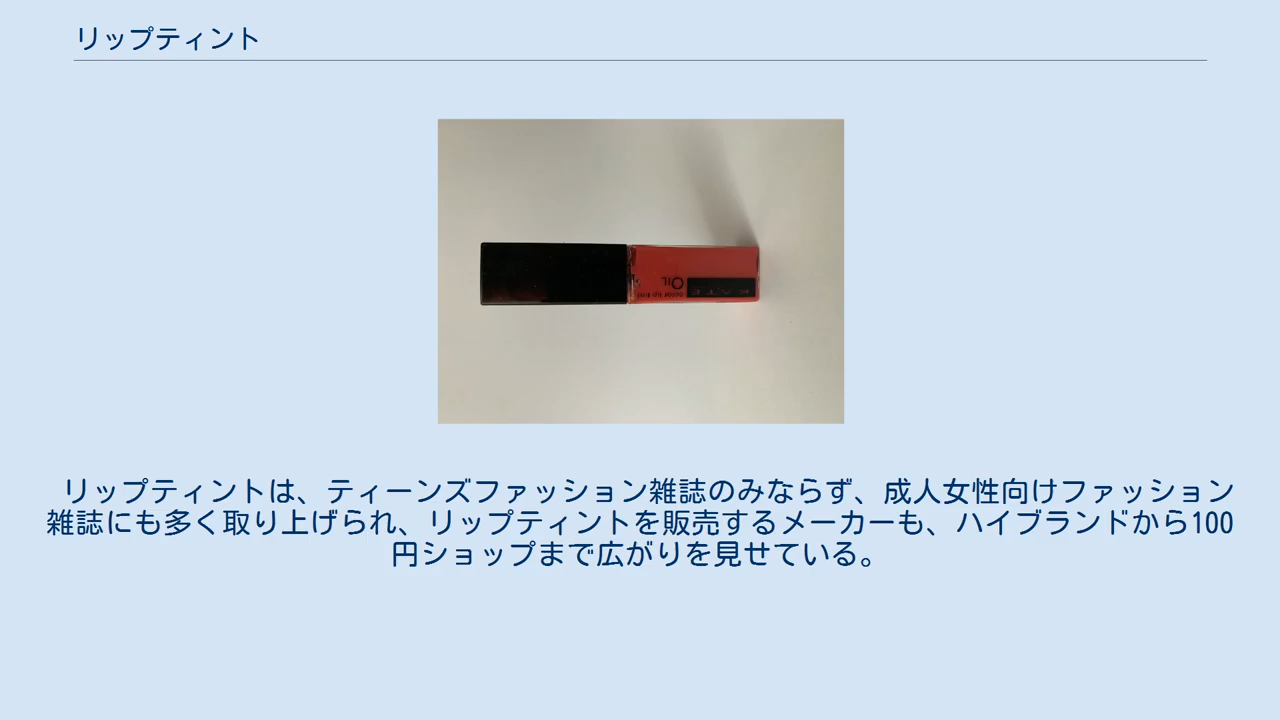 リップティント
KATE
OIL
color lip tint
リップティントは、ティーンズファッション雑誌のみならず、成人女性向けファッション
雑誌にも多く取り上げられ、リップティントを販売するメーカーも、ハイブランドから100
円ショップまで広がりを見せている。